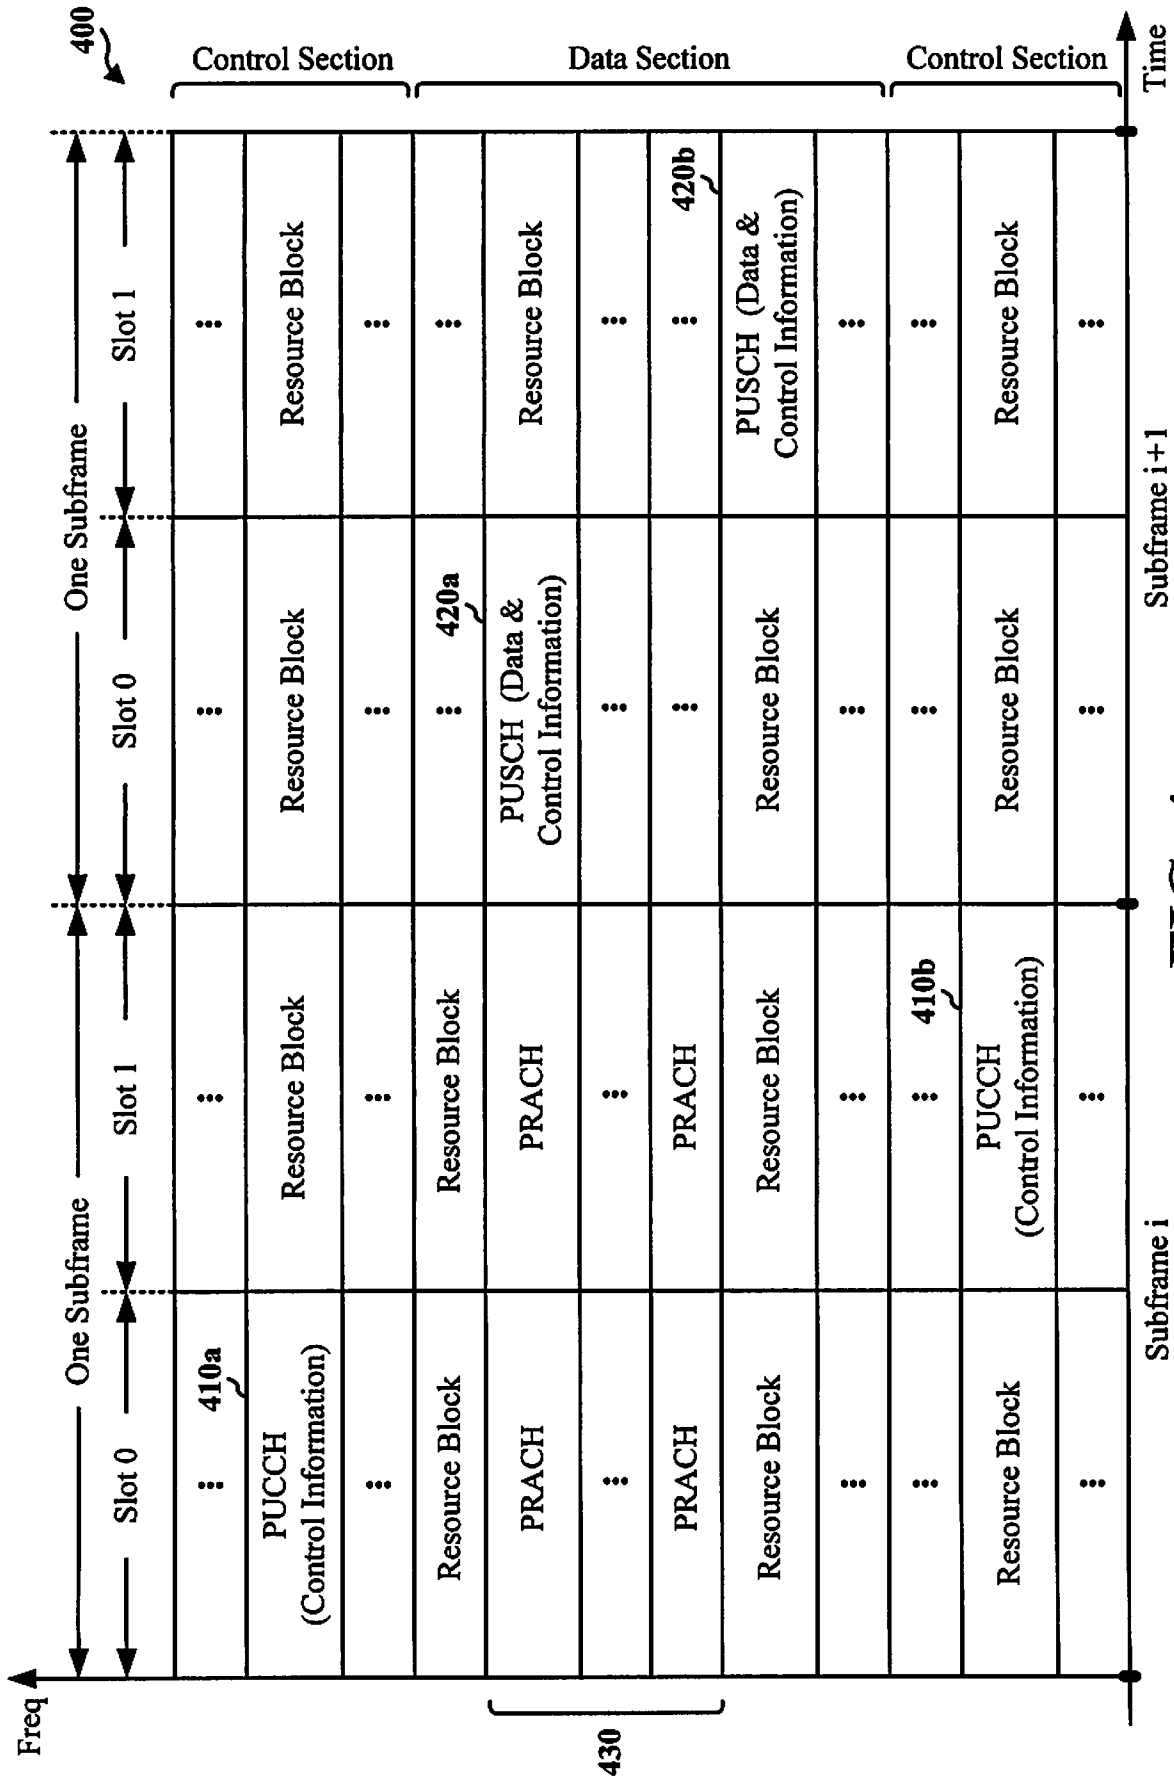 400
Freq
One Subframe
One Subframe
Slot 0
Slot 1
Slot 0
Slot 1
... ... ... ...
410a
PUCCH
(Control Information)
Resource Block
Resource Block
Resource Block
Control Section
... ... ... ...
Resource Block
Resource Block
... ...
420a
430
PRACH
PRACH
PUSCH (Data &
Control Information)
Resource Block
... ... ... ...
Data Section
PRACH
PRACH
... ...
420b
Resource Block
Resource Block
Resource Block
PUSCH (Data &
Control Information)
... ... ... ...
... ... ... ...
410b
Resource Block
PUCCH
(Control Information)
Resource Block
Resource Block
Control Section
... ... ... ...
Subframe i
Subframe i+1
Time